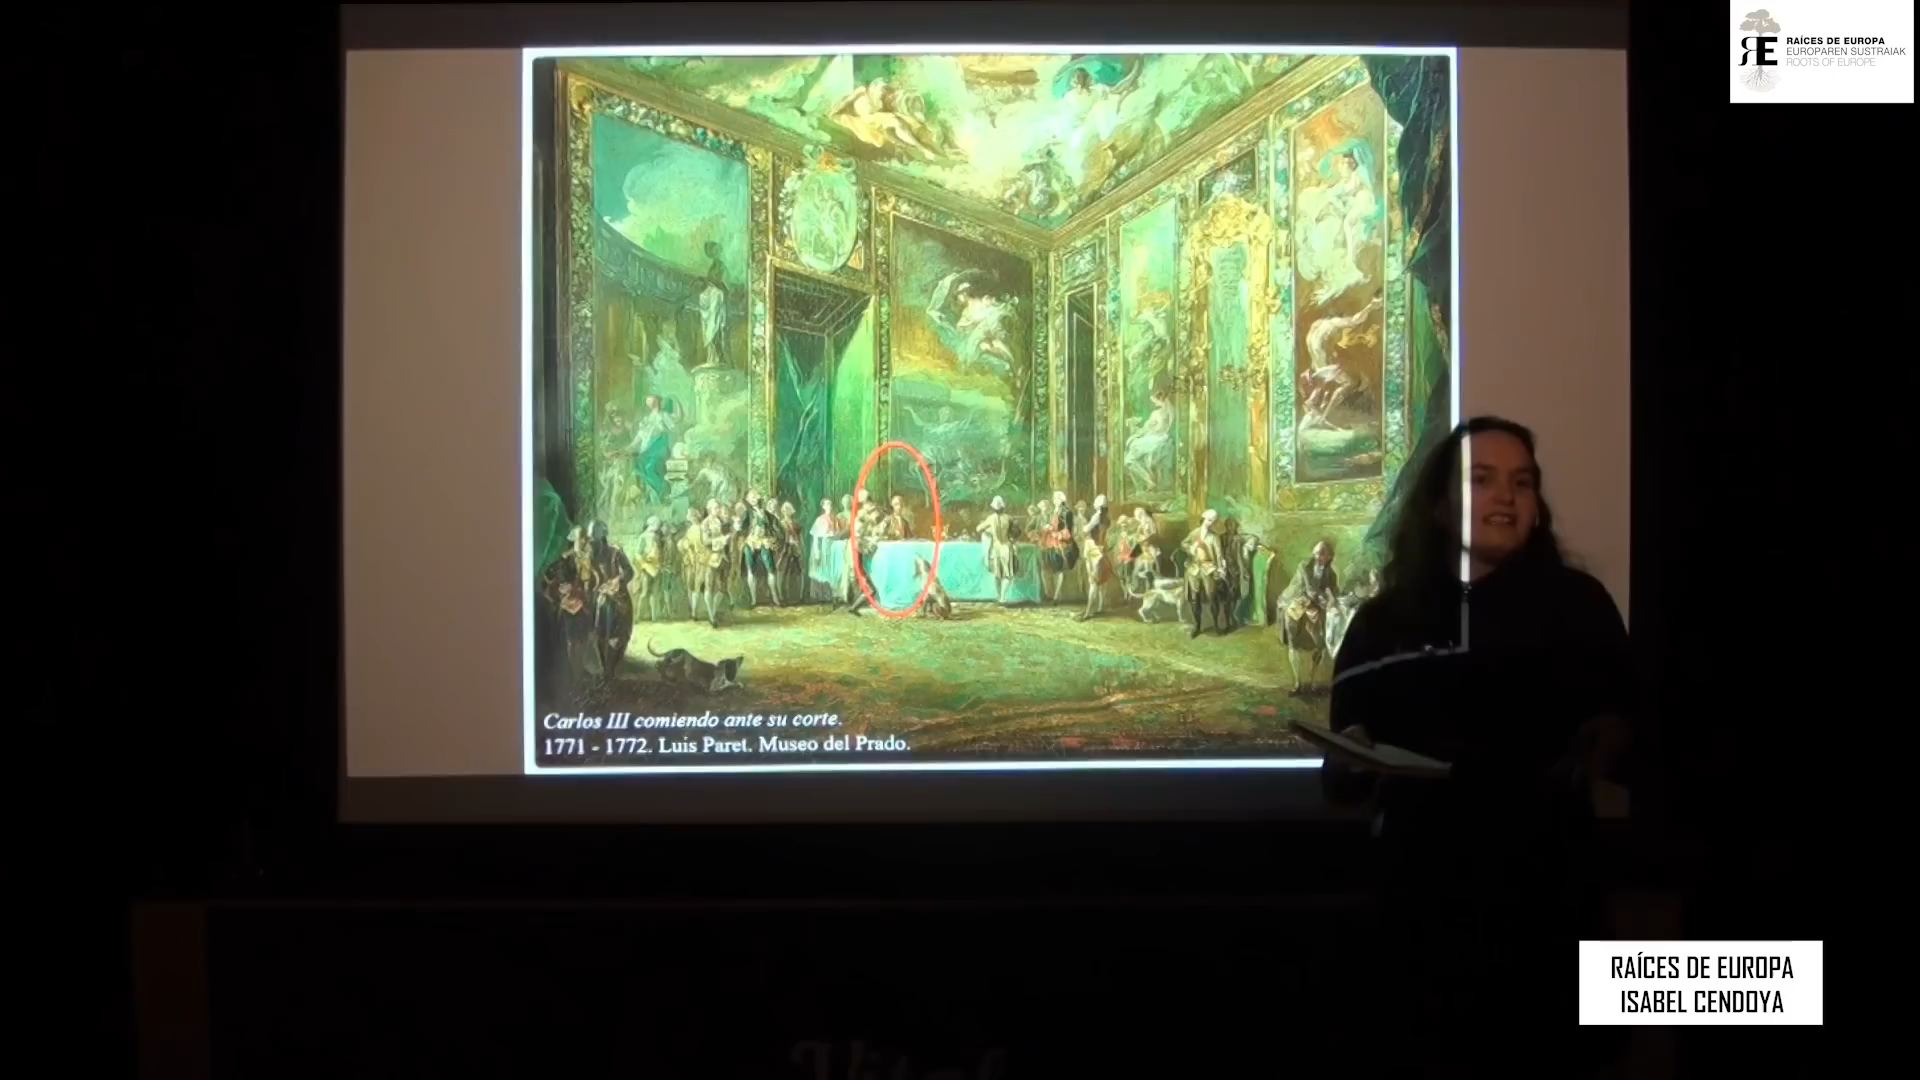 RAÍCES DE EUROPA
EUROPAREN SUSTRAIAK
ROOTS OF EUROPE
Carlos III comiendo ante su corte.
1771 - 1772. Luis Paret. Museo del Prado.
RAÍCES DE EUROPA
ISABEL CENDOYA